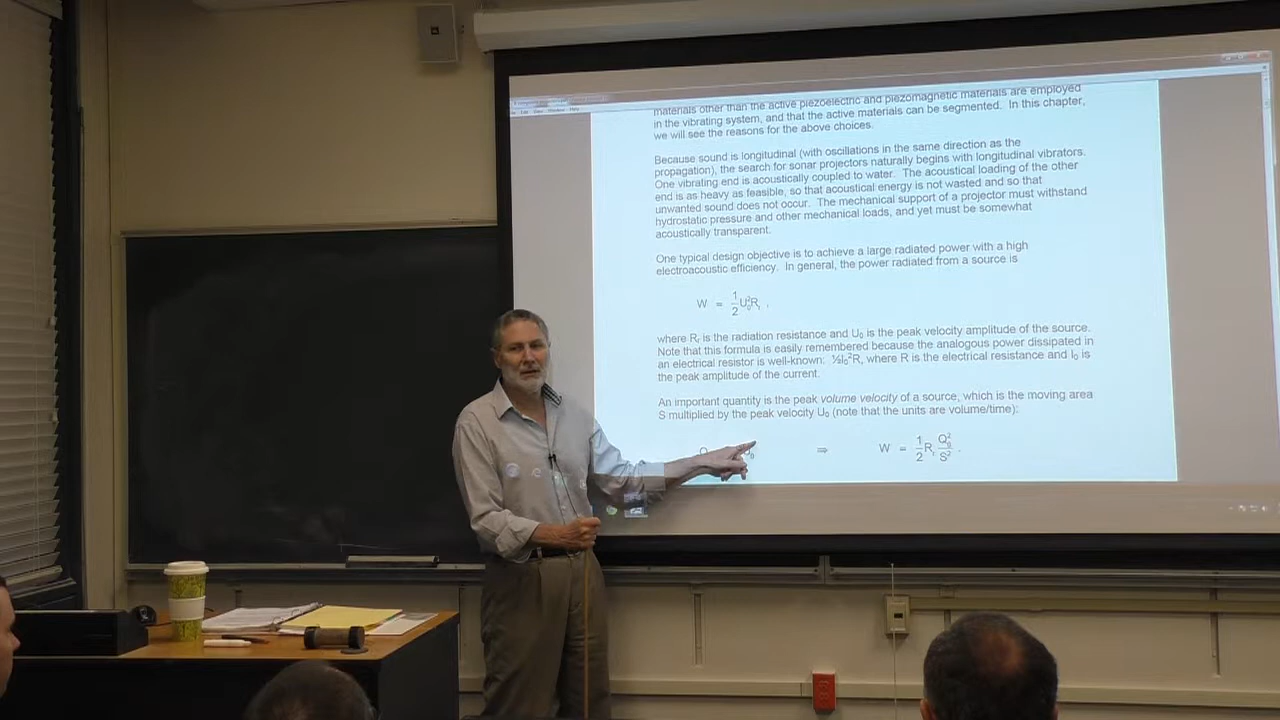 materials other than the active piezoelectric and piezomagnetic materials are employed
in the vibrating system, and that the active materials can be segmented. In this chapter,
we will see the reasons for the above choices.
Because sound is longitudinal (with oscillations in the same direction as the
propagation), the search for sonar projectors naturally begins with longitudinal vibrators.
One vibrating end is acoustically coupled to water. The acoustical loading of the other
end is as heavy as feasible, so that acoustical energy is not wasted and so that
unwanted sound does not occur. The mechanical support of a projector must withstand
hydrostatic pressure and other mechanical loads, and yet must be somewhat
acoustically transparent.
One typical design objective is to achieve a large radiated power with a high
electroacoustic efficiency. In general, the power radiated from a source is
W = 1/2 U₀²Rᵣ ,
where Rᵣ is the radiation resistance and U₀ is the peak velocity amplitude of the source.
Note that this formula is easily remembered because the analogous power dissipated in
an electrical resistor is well-known: ½I₀²R, where R is the electrical resistance and I₀ is
the peak amplitude of the current.
An important quantity is the peak volume velocity of a source, which is the moving area
S multiplied by the peak velocity U₀ (note that the units are volume/time):
⇒ W = 1/2 Rᵣ Q₀²/S² .